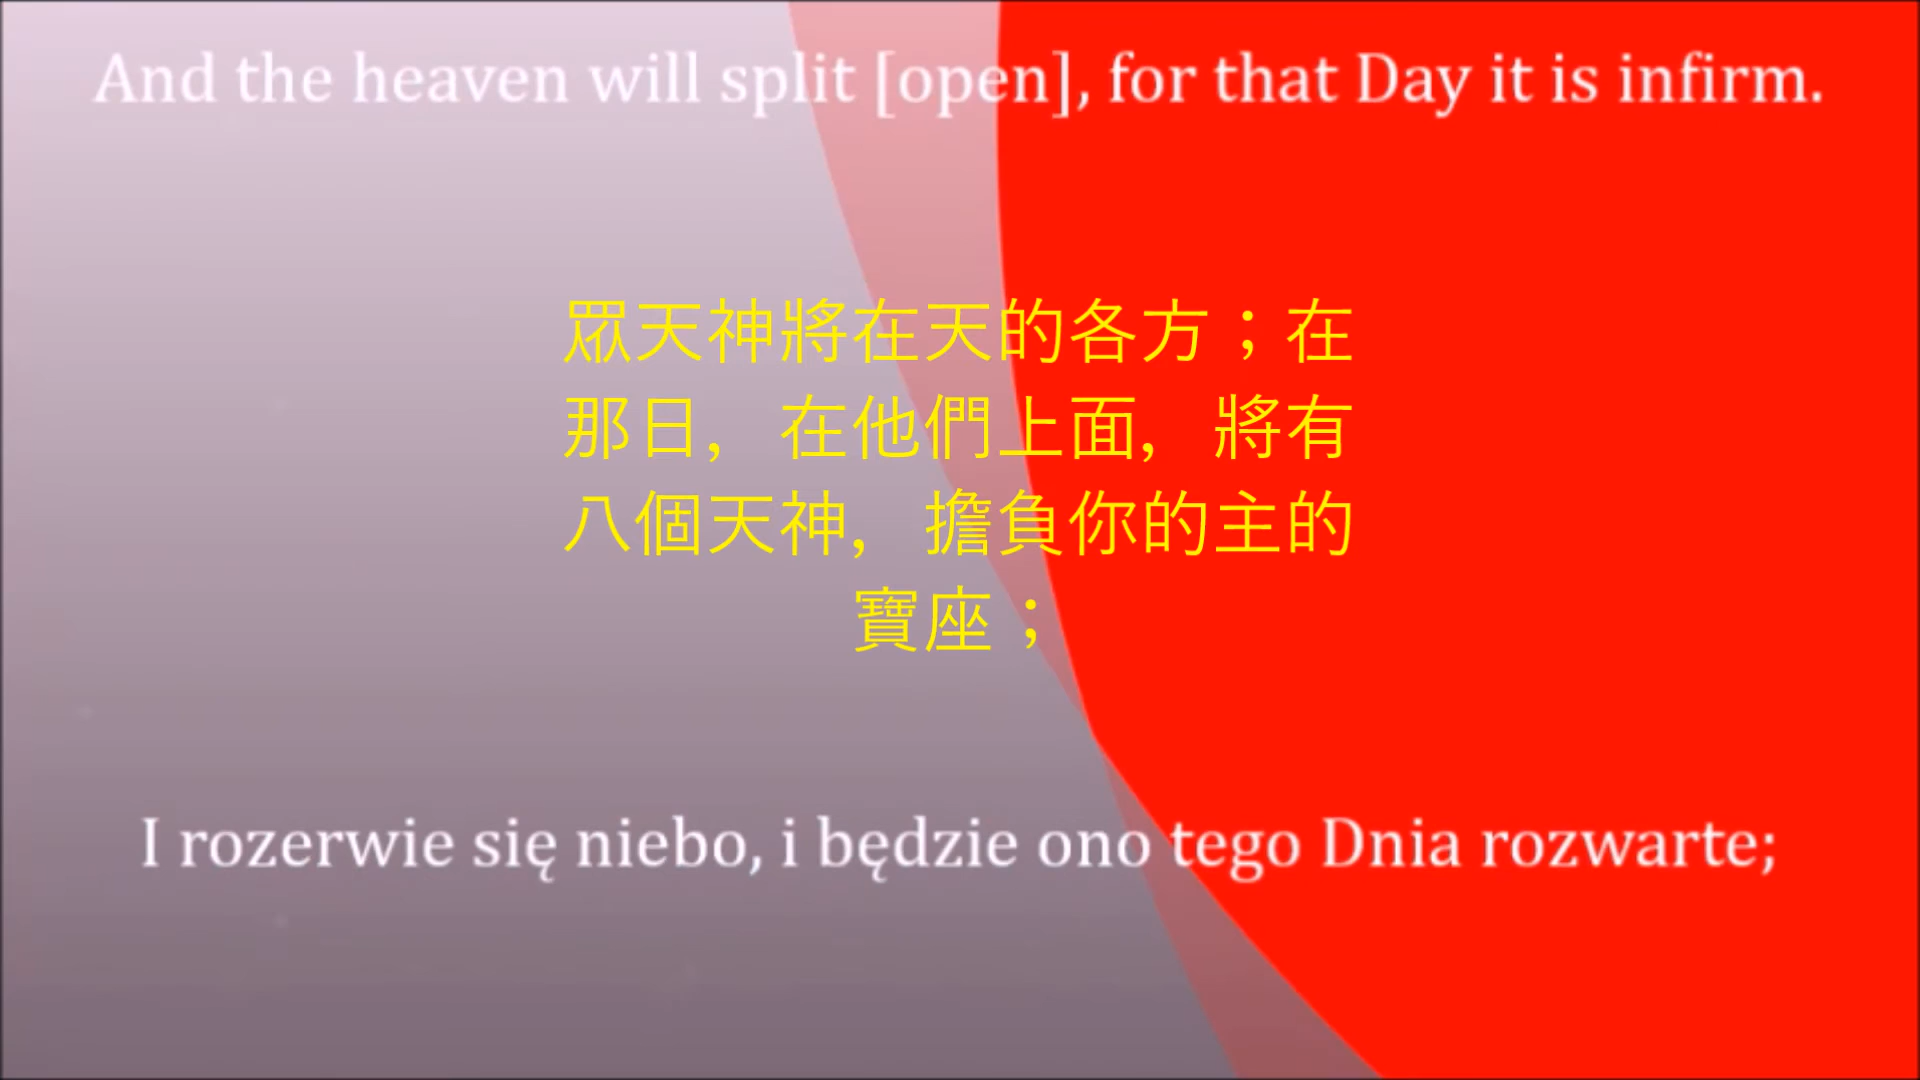 And the heaven will split [open], for that Day it is infirm.
眾天神將在天的各方；在
那日，在他們上面，將有
八個天神，擔負你的主的
寶座；
I rozerwie się niebo, i będzie ono tego Dnia rozwarte;